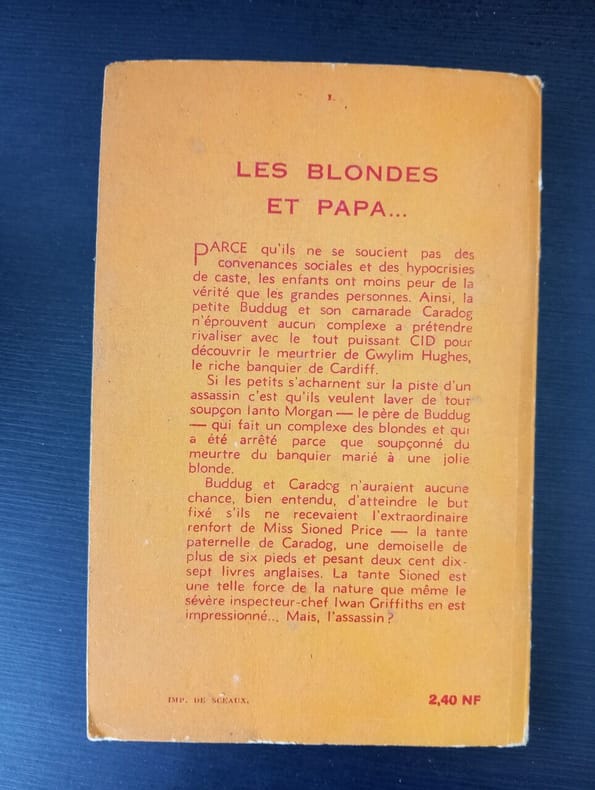 1.
LES BLONDES
ET PAPA...
PARCE qu'ils ne se soucient pas des
convenances sociales et des hypocrisies
de caste, les enfants ont moins peur de la
vérité que les grandes personnes. Ainsi, la
petite Buddug et son camarade Caradog
n'éprouvent aucun complexe a prétendre
rivaliser avec le tout puissant CID pour
découvrir le meurtrier de Gwylim Hughes,
le riche banquier de Cardiff.
Si les petits s'acharnent sur la piste d'un
assassin c'est qu'ils veulent laver de tout
soupçon Ianto Morgan — le père de Buddug
— qui fait un complexe des blondes et qui
a été arrêté parce que soupçonné du
meurtre du banquier marié à une jolie
blonde.
Buddug et Caradog n'auraient aucune
chance, bien entendu, d'atteindre le but
fixé s'ils ne recevaient l'extraordinaire
renfort de Miss Sioned Price — la tante
paternelle de Caradog, une demoiselle de
plus de six pieds et pesant deux cent dix-
sept livres anglaises. La tante Sioned est
une telle force de la nature que même le
sévère inspecteur-chef Iwan Griffiths en est
impressionné... Mais, l'assassin?
IMP. DE SCEAUX.
2,40 NF